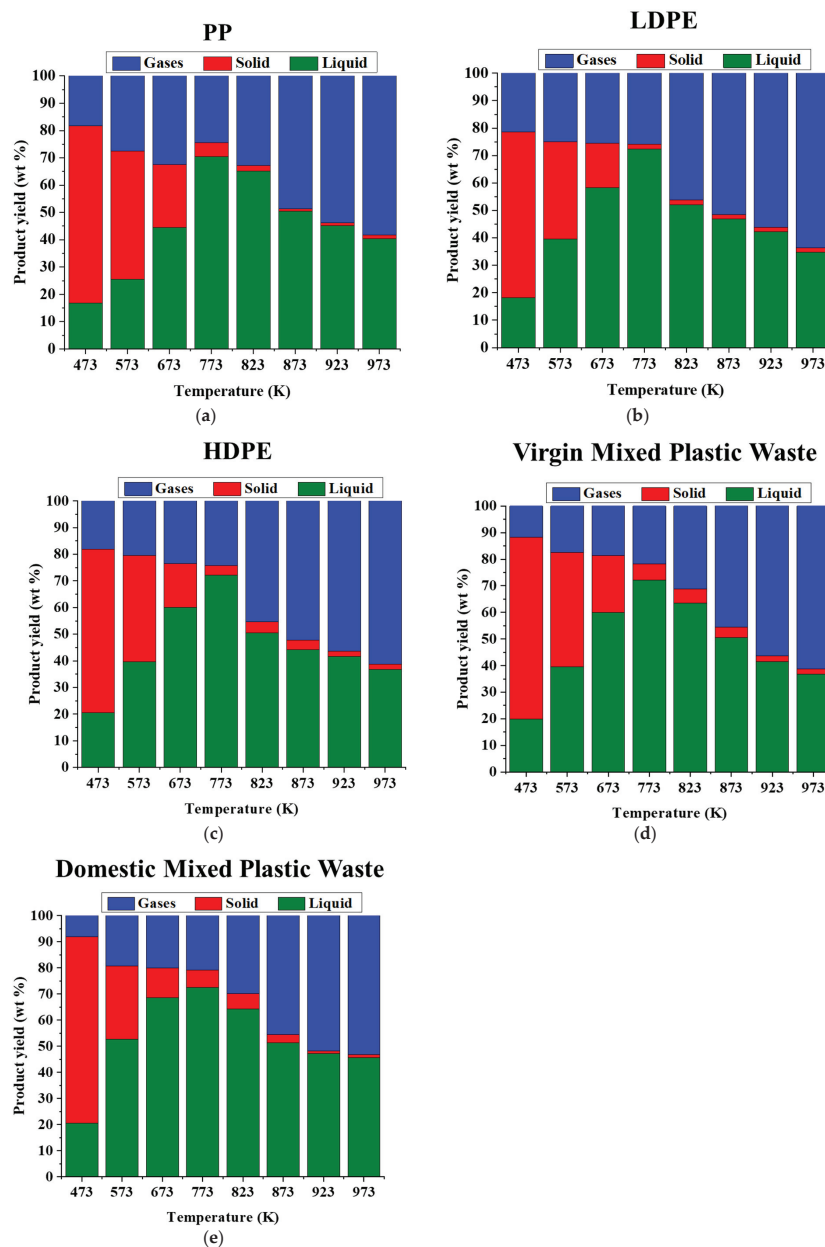 PP
Gases Solid Liquid
100
90
80
70
60
50
40
30
20
10
0
Product yield (wt %)
473 573 673 773 823 873 923 973
Temperature (K)
(a)
LDPE
Gases Solid Liquid
100
90
80
70
60
50
40
30
20
10
0
Product yield (wt %)
473 573 673 773 823 873 923 973
Temperature (K)
(b)
HDPE
Gases Solid Liquid
100
90
80
70
60
50
40
30
20
10
0
Product yield (wt %)
473 573 673 773 823 873 923 973
Temperature (K)
(c)
Virgin Mixed Plastic Waste
Gases Solid Liquid
100
90
80
70
60
50
40
30
20
10
0
Product yield (wt %)
473 573 673 773 823 873 923 973
Temperature (K)
(d)
Domestic Mixed Plastic Waste
Gases Solid Liquid
100
90
80
70
60
50
40
30
20
10
0
Product yield (wt %)
473 573 673 773 823 873 923 973
Temperature (K)
(e)